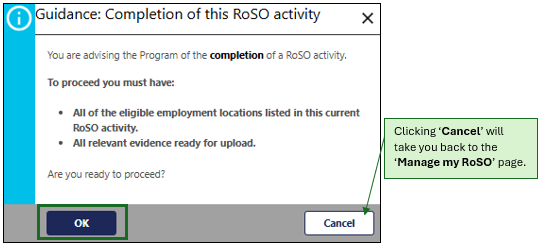 Guidance: Completion of this RoSO activity
You are advising the Program of the completion of a RoSO activity.
To proceed you must have:
• All of the eligible employment locations listed in this current
RoSO activity.
• All relevant evidence ready for upload.
Are you ready to proceed?
OK
Cancel
Clicking ‘Cancel’ will
take you back to the
‘Manage my RoSO’ page.